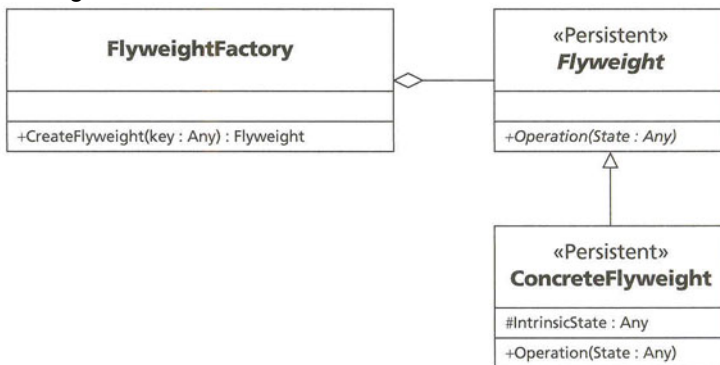 FlyweightFactory
+CreateFlyweight(key : Any) : Flyweight
«Persistent»
Flyweight
+Operation(State : Any)
«Persistent»
ConcreteFlyweight
#IntrinsicState : Any
+Operation(State : Any)